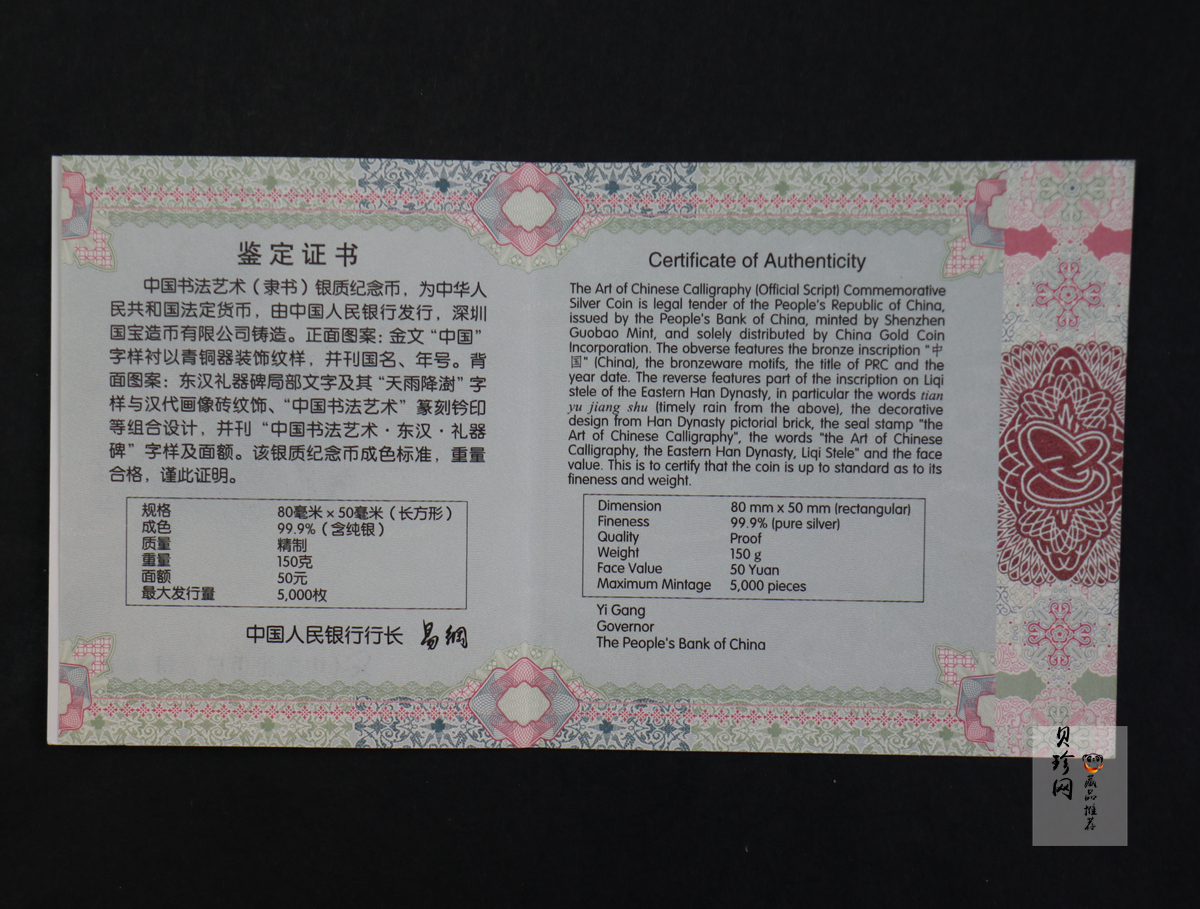 鉴定证书
中国书法艺术（隶书）银质纪念币，为中华人
民共和国法定货币，由中国人民银行发行，深圳
国宝造币有限公司铸造。正面图案：金文“中国”
字样衬以青铜器装饰纹样，并刊国名、年号。背
面图案：东汉礼器碑局部文字及其“天雨降澍”字
样与汉代画像砖纹饰、“中国书法艺术”篆刻钤印
等组合设计，并刊“中国书法艺术·东汉·礼器
碑”字样及面额。该银质纪念币成色标准，重量
合格，谨此证明。
规格 80毫米×50毫米（长方形）
成色 99.9%（含纯银）
质量 精制
重量 150克
面额 50元
最大发行量 5,000枚
中国人民银行行长 易纲
Certificate of Authenticity
The Art of Chinese Calligraphy (Official Script) Commemorative
Silver Coin is legal tender of the People's Republic of China,
issued by the People's Bank of China, minted by Shenzhen
Guobao Mint, and solely distributed by China Gold Coin
Incorporation. The obverse features the bronze inscription "中
国" (China), the bronzeware motifs, the title of PRC and the
year date. The reverse features part of the inscription on Liqi
stele of the Eastern Han Dynasty, in particular the words tian
yu jiang shu (timely rain from the above), the decorative
design from Han Dynasty pictorial brick, the seal stamp "the
Art of Chinese Calligraphy", the words "the Art of Chinese
Calligraphy, the Eastern Han Dynasty, Liqi Stele" and the face
value. This is to certify that the coin is up to standard as to its
fineness and weight.
Dimension 80 mm x 50 mm (rectangular)
Fineness 99.9% (pure silver)
Quality Proof
Weight 150 g
Face Value 50 Yuan
Maximum Mintage 5,000 pieces
Yi Gang
Governor
The People's Bank of China
贝珍网
藏品推荐